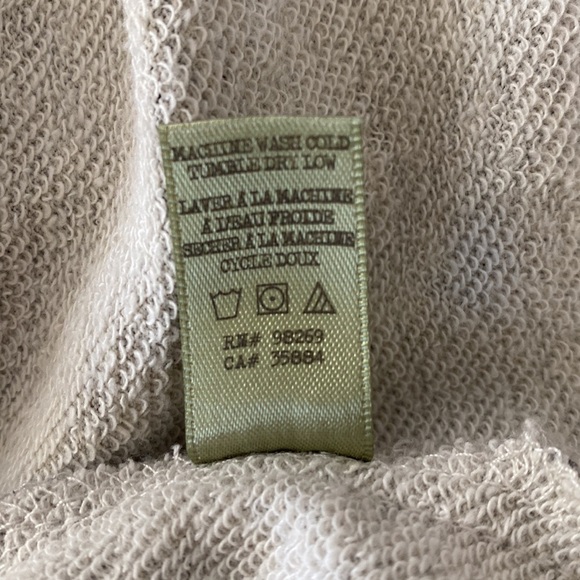 MACHINE WASH COLD
TUMBLE DRY LOW
LAVER À LA MACHINE
À L'EAU FROIDE
SECHER À LA MACHINE
CYCLE DOUX
RN# 98269
CA# 35884